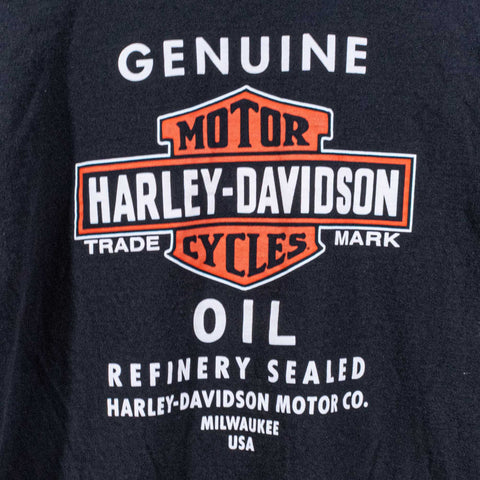 GENUINE
MOTOR
HARLEY-DAVIDSON
TRADE MARK
CYCLES
OIL
REFINERY SEALED
HARLEY-DAVIDSON MOTOR CO.
MILWAUKEE
USA